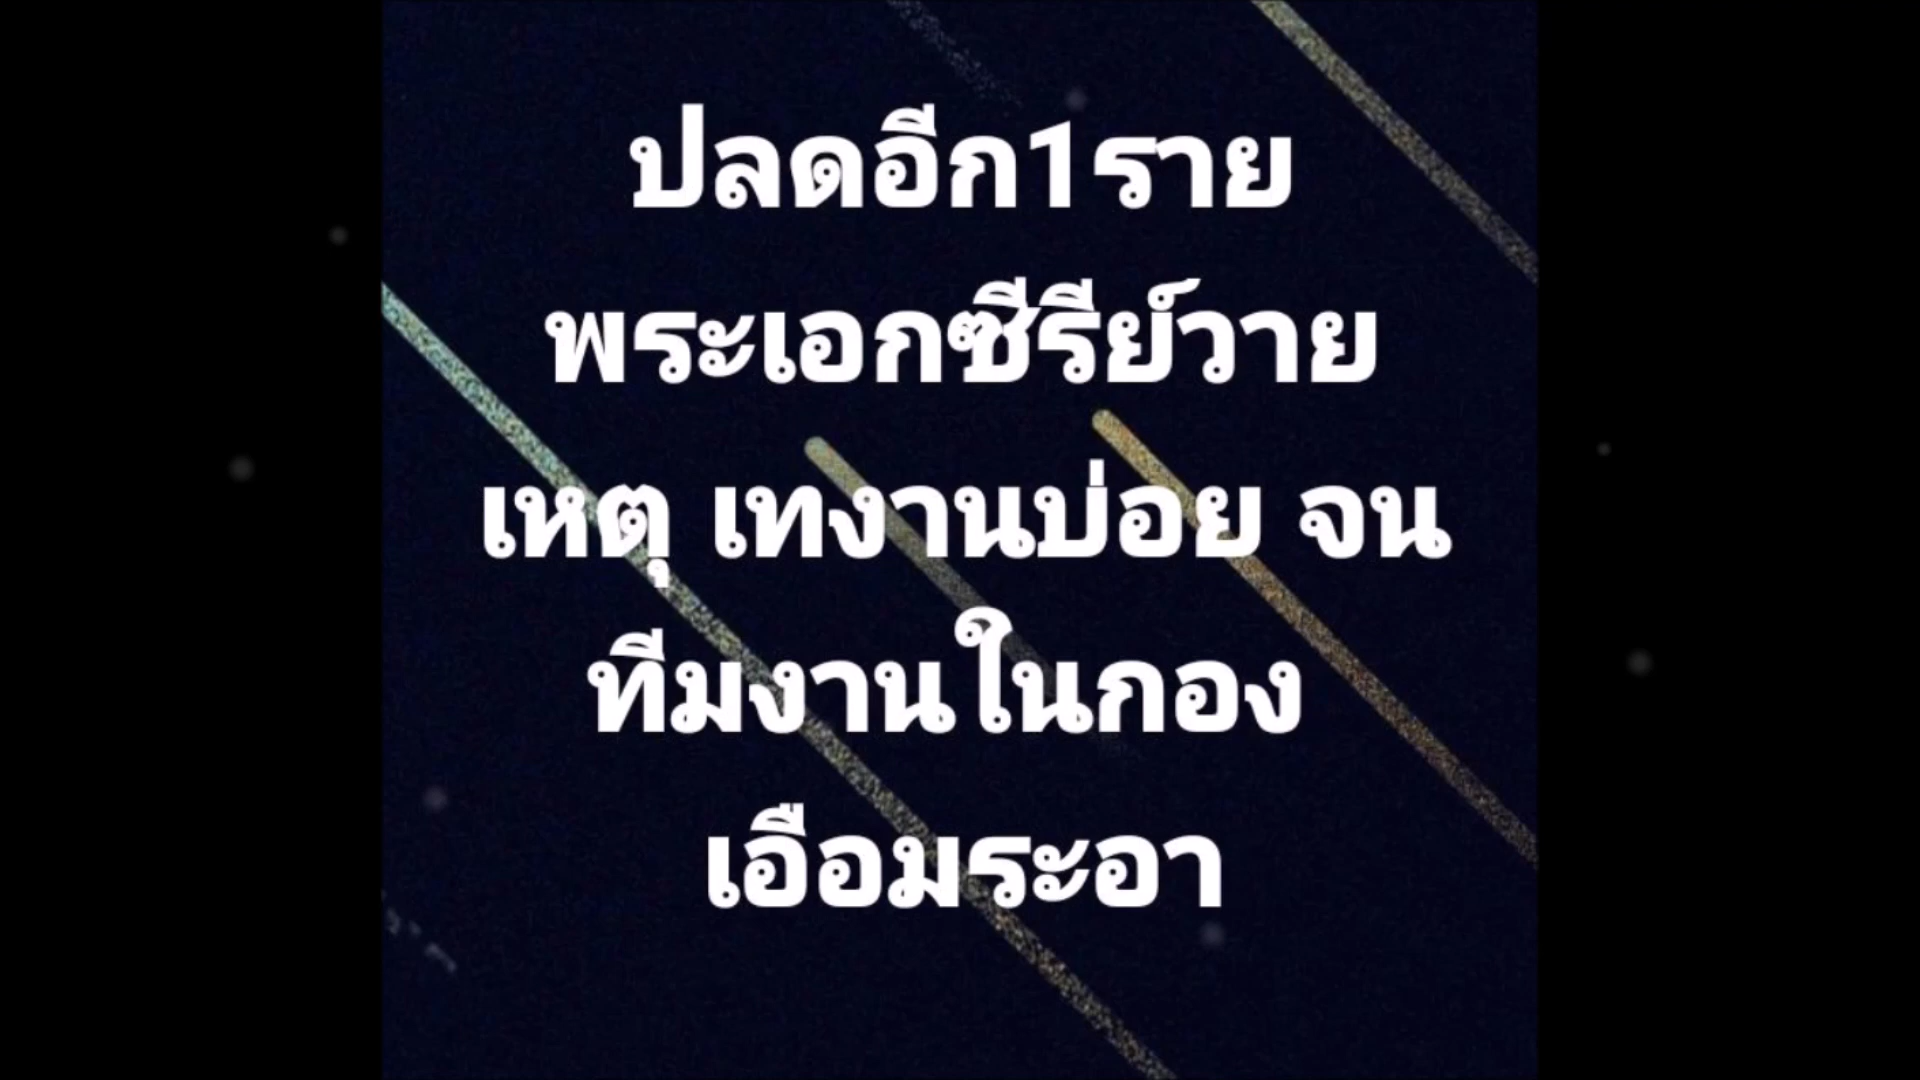 ปลดอีก1ราย
พระเอกซีรีย์วาย
เหตุ เทงานบ่อย จน
ทีมงานในกอง
เอือมระอา